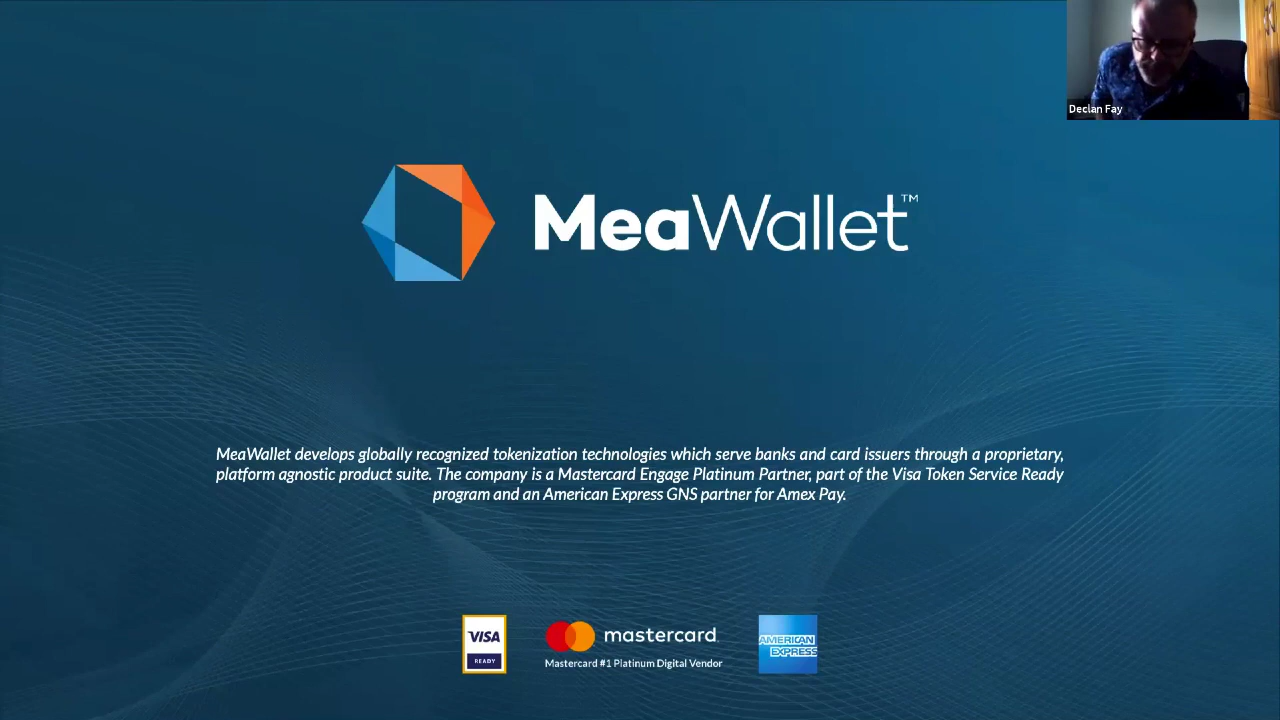 Declan Fay
MeaWallet™
MeaWallet develops globally recognized tokenization technologies which serve banks and card issuers through a proprietary,
platform agnostic product suite. The company is a Mastercard Engage Platinum Partner, part of the Visa Token Service Ready
program and an American Express GNS partner for Amex Pay.
VISA
READY
mastercard
Mastercard #1 Platinum Digital Vendor
AMERICAN
EXPRESS